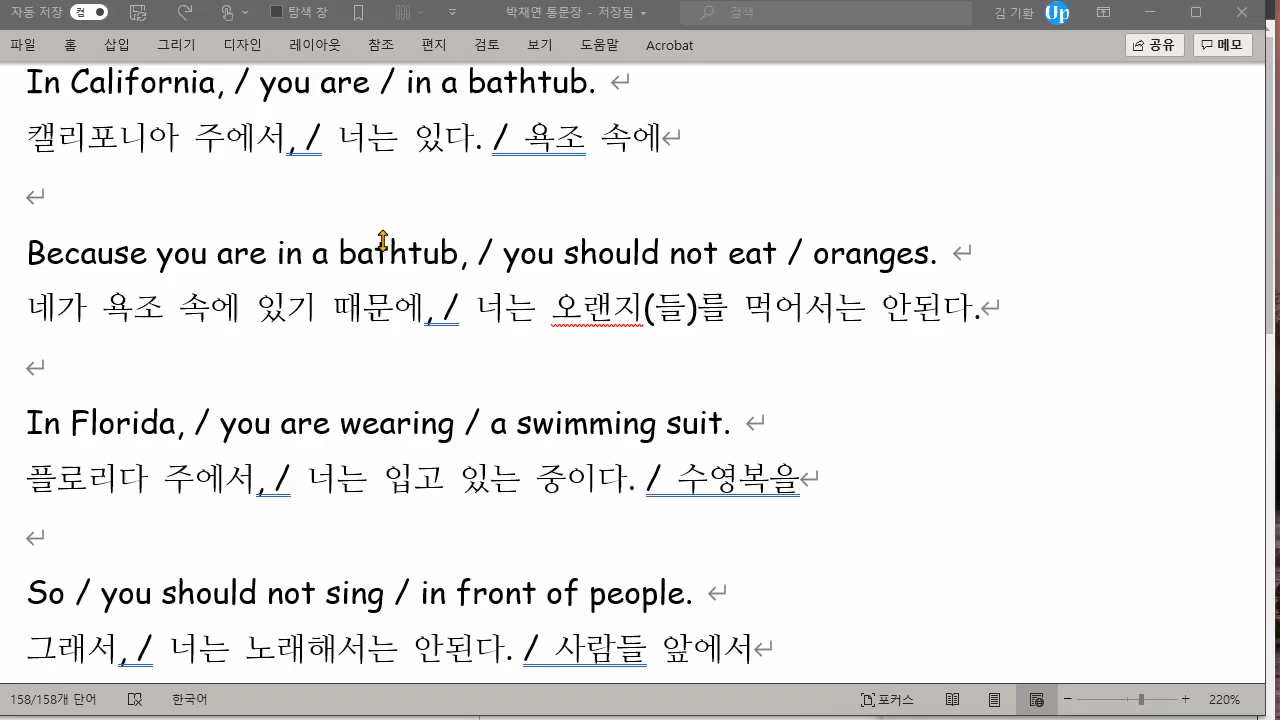 자동 저장 컴 탐색 창 박채연 통문장 - 저장됨 검색 김 기환 Up
파일 홈 삽입 그리기 디자인 레이아웃 참조 편지 검토 보기 도움말 Acrobat 공유 메모
In California, / you are / in a bathtub.
캘리포니아 주에서, / 너는 있다. / 욕조 속에
Because you are in a bathtub, / you should not eat / oranges.
네가 욕조 속에 있기 때문에, / 너는 오랜지(들)를 먹어서는 안된다.
In Florida, / you are wearing / a swimming suit.
플로리다 주에서, / 너는 입고 있는 중이다. / 수영복을
So / you should not sing / in front of people.
그래서, / 너는 노래해서는 안된다. / 사람들 앞에서
158/158개 단어 한국어 포커스 220%